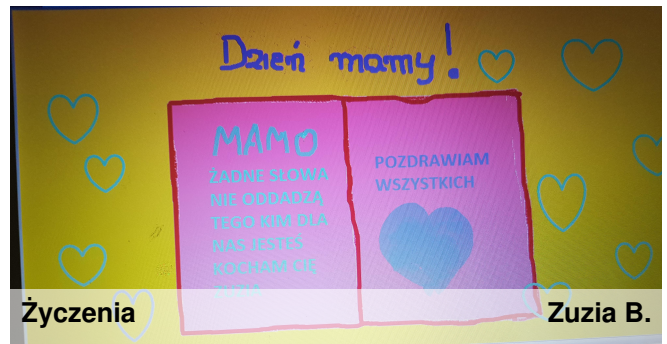 Dzień mamy!
MAMO
ŻADNE SŁOWA
NIE ODDADZĄ
TEGO KIM DLA
NAS JESTEŚ
KOCHAM CIĘ
POZDRAWIAM
WSZYSTKICH
Życzenia
Zuzia B.